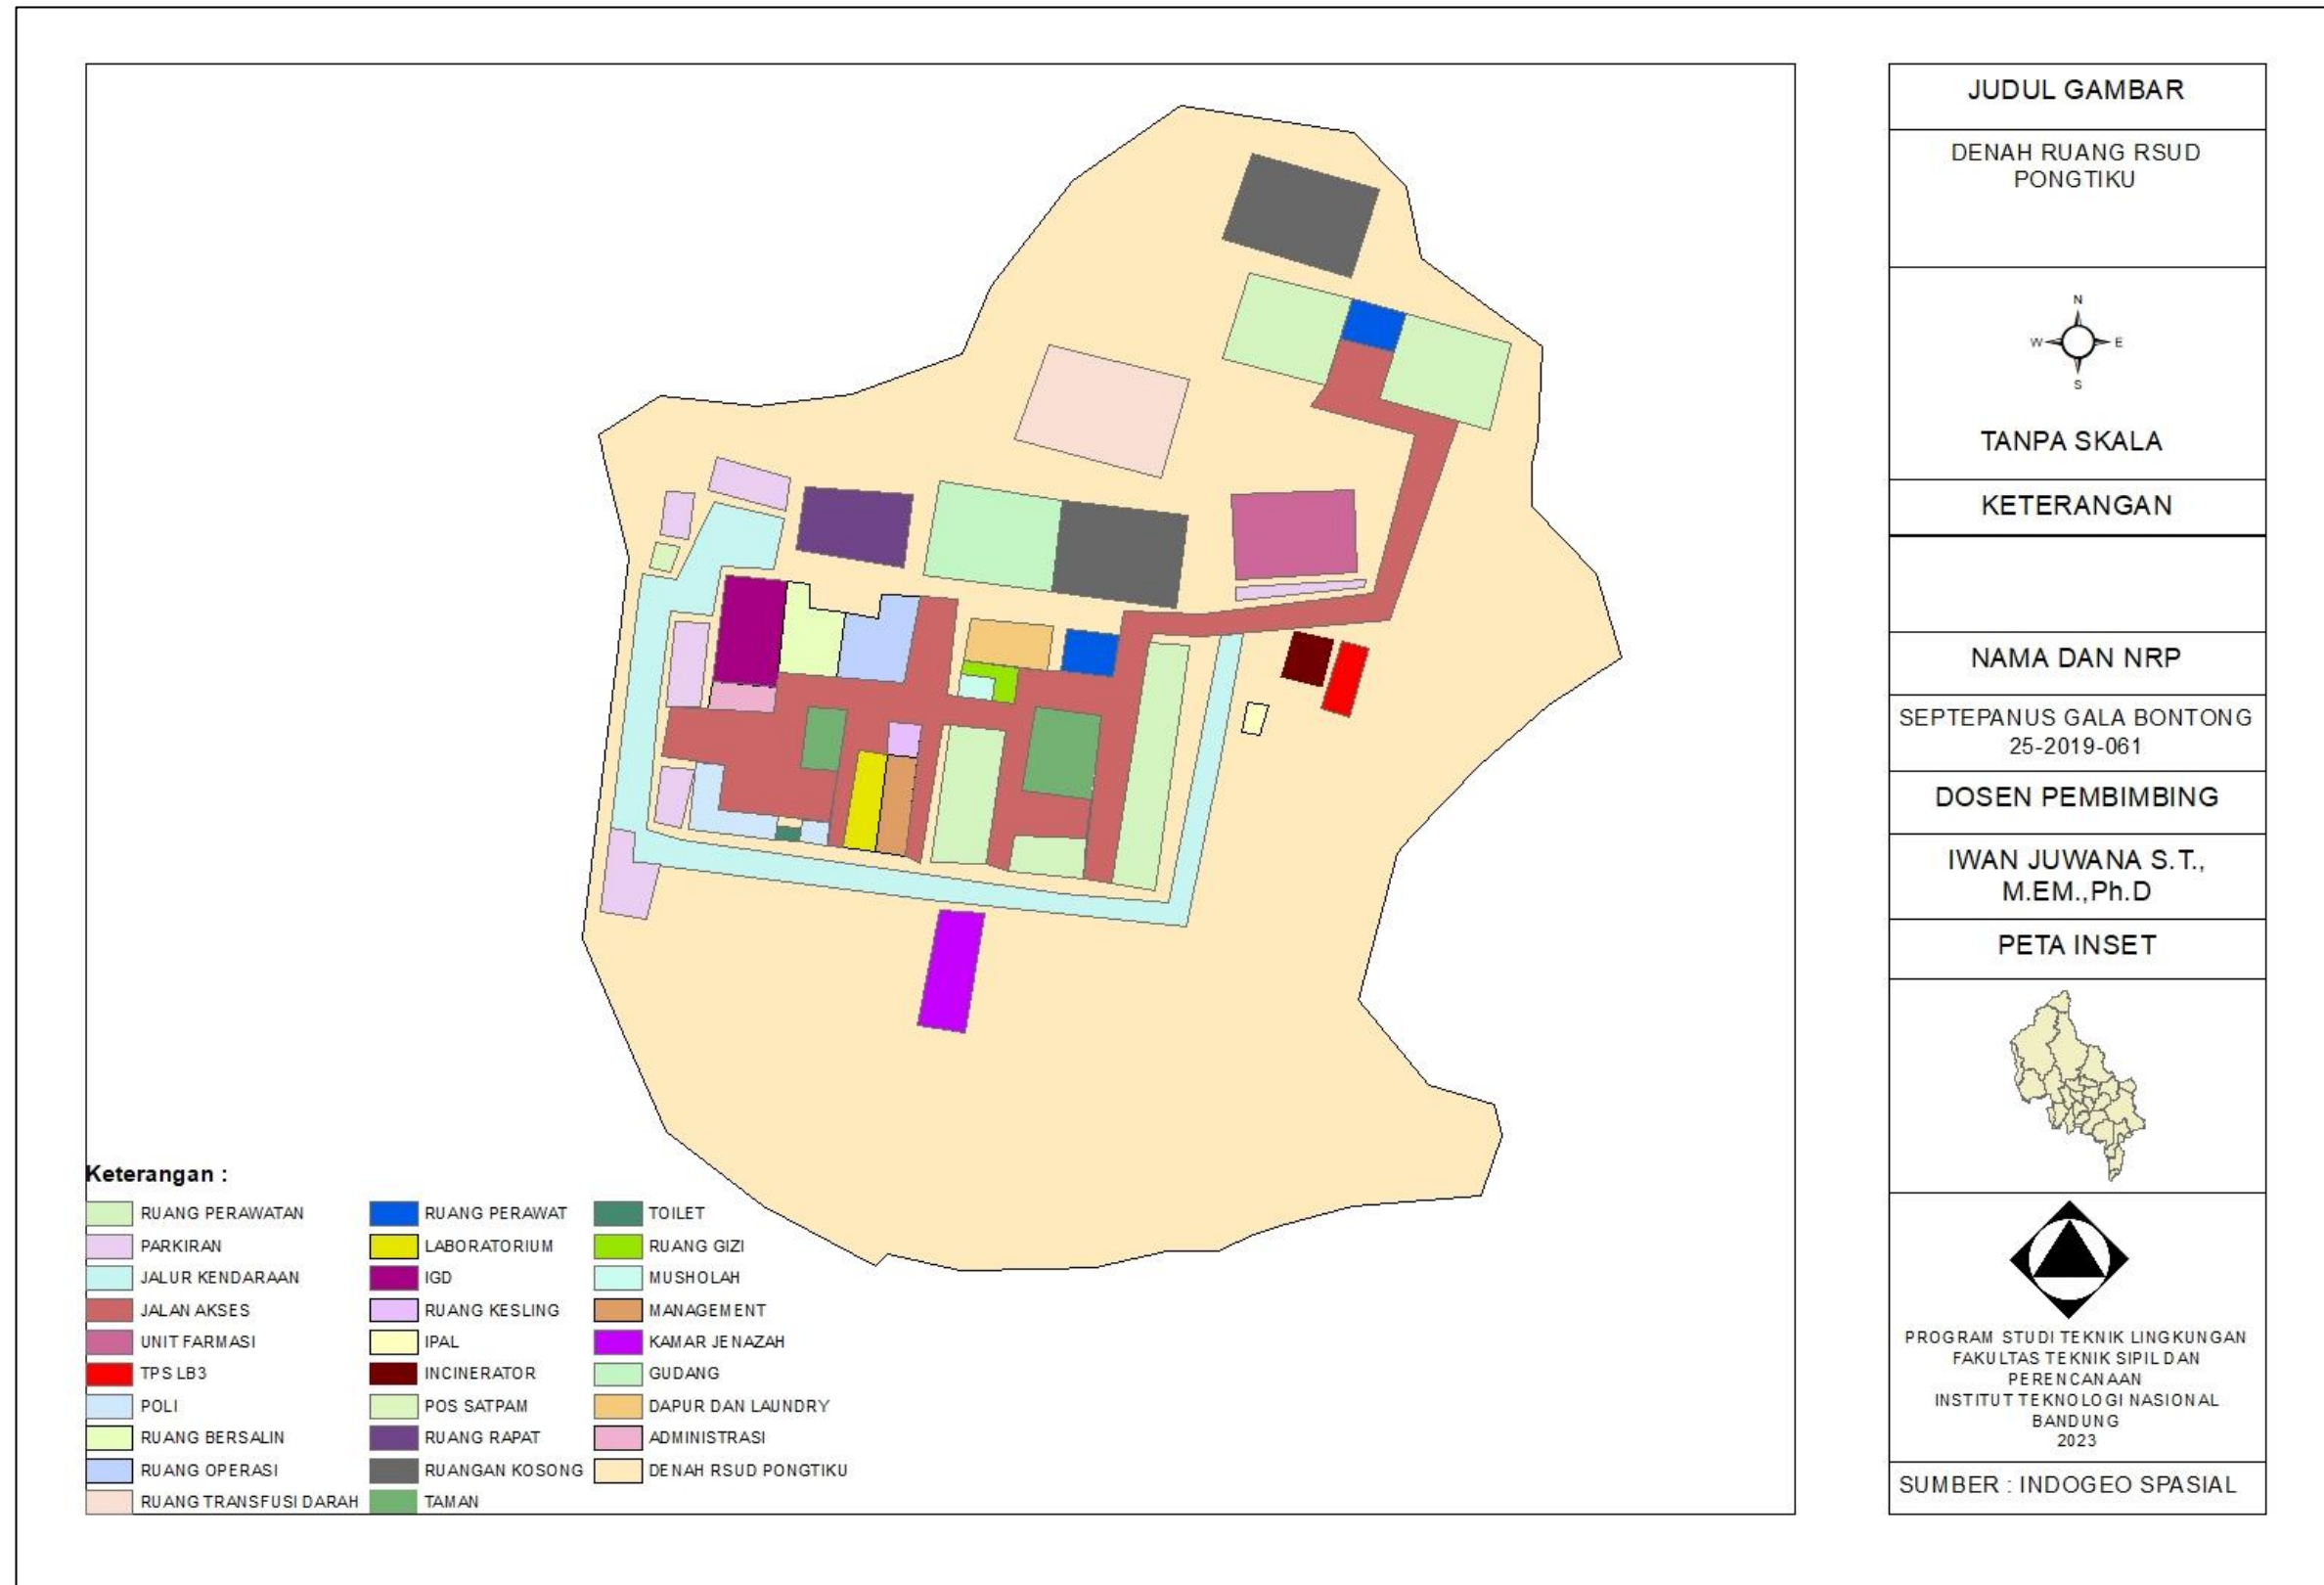 JUDUL GAMBAR
DENAH RUANG RSUD
PONGTIKU
N
W E
S
TANPA SKALA
KETERANGAN
NAMA DAN NRP
SEPTEPANUS GALA BONTONG
25-2019-061
DOSEN PEMBIMBING
IWAN JUWANA S.T.,
M.EM.,Ph.D
PETA INSET
PROGRAM STUDI TEKNIK LINGKUNGAN
FAKULTAS TEKNIK SIPIL DAN
PERENCANAAN
INSTITUT TEKNOLOGI NASIONAL
BANDUNG
2023
SUMBER : INDOGEO SPASIAL
Keterangan :
RUANG PERAWATAN
PARKIRAN
JALUR KENDARAAN
JALAN AKSES
UNIT FARMASI
TPS LB3
POLI
RUANG BERSALIN
RUANG OPERASI
RUANG TRANSFUSI DARAH
RUANG PERAWAT
LABORATORIUM
IGD
RUANG KESLING
IPAL
INCINERATOR
POS SATPAM
RUANG RAPAT
RUANGAN KOSONG
TAMAN
TOILET
RUANG GIZI
MUSHOLAH
MANAGEMENT
KAMAR JENAZAH
GUDANG
DAPUR DAN LAUNDRY
ADMINISTRASI
DENAH RSUD PONGTIKU